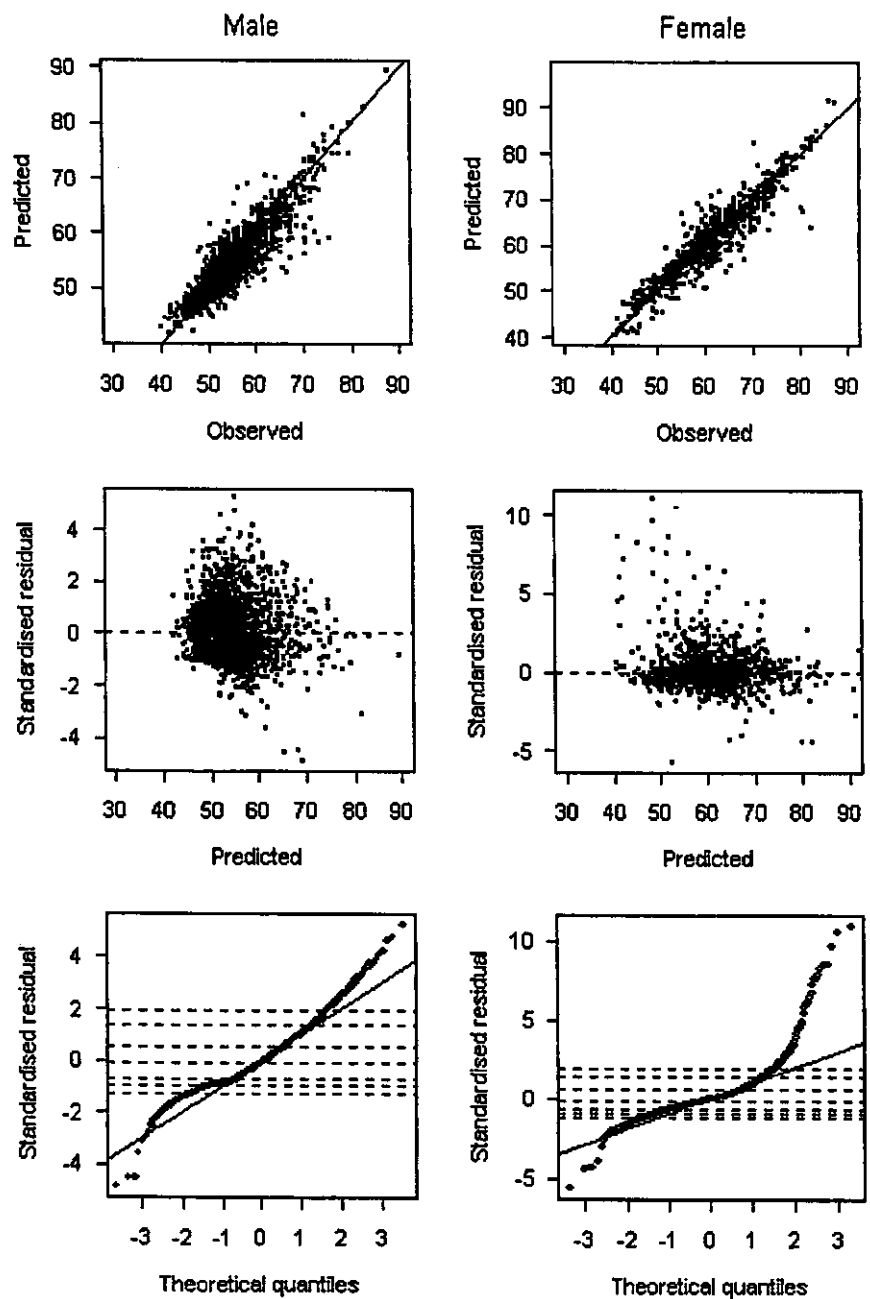 Male
Female
90
80
70
60
50
Predicted
30 40 50 60 70 80 90
Observed
90
80
70
60
50
40
Predicted
30 40 50 60 70 80 90
Observed
4
2
0
-2
-4
Standardised residual
30 40 50 60 70 80 90
Predicted
10
5
0
-5
Standardised residual
30 40 50 60 70 80 90
Predicted
4
2
0
-2
-4
Standardised residual
-3 -2 -1 0 1 2 3
Theoretical quantiles
10
5
0
-5
Standardised residual
-3 -2 -1 0 1 2 3
Theoretical quantiles